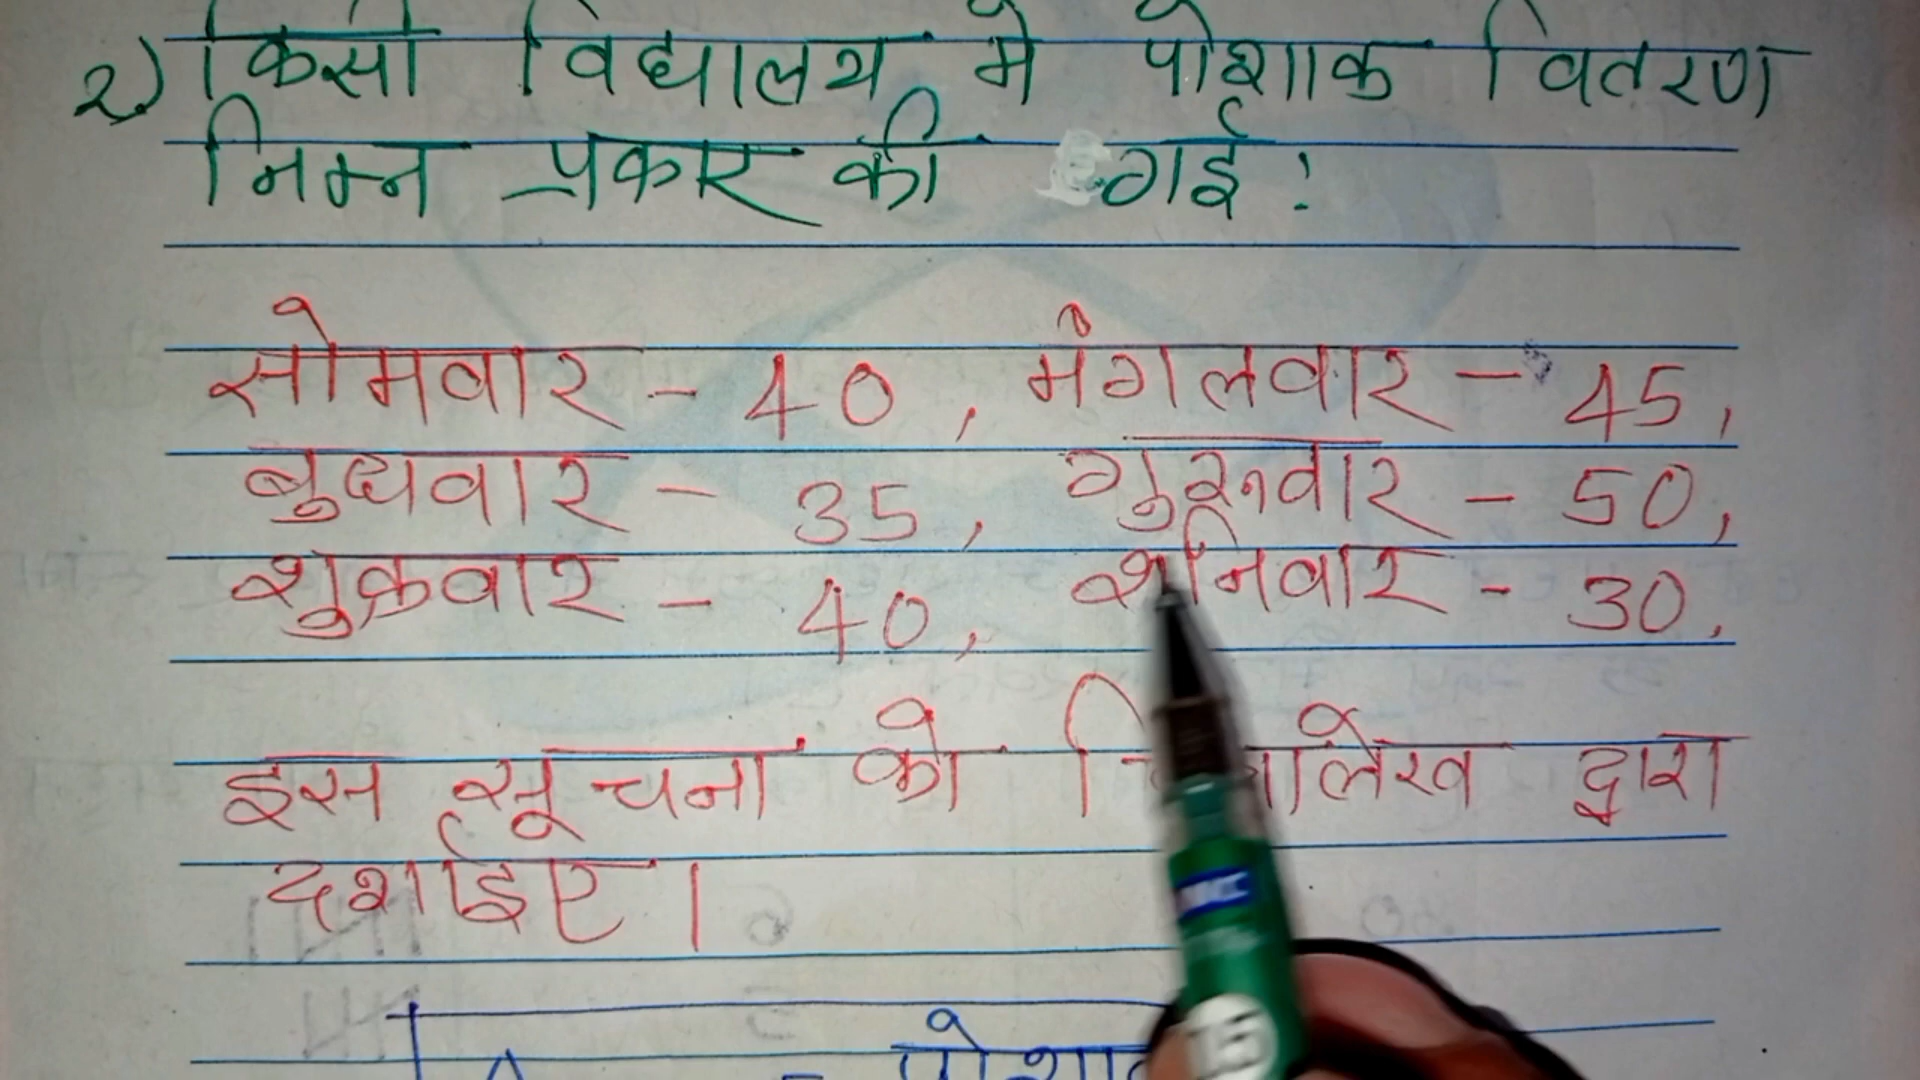 2) किसी विद्यालय में पोशाक वितरण
निम्न प्रकार की गई :
सोमवार - 40, मंगलवार - 45,
बुधवार - 35, गुरूवार - 50,
शुक्रवार - 40, शनिवार - 30.
इस सूचना को द्वारा
दर्शाइए।
15